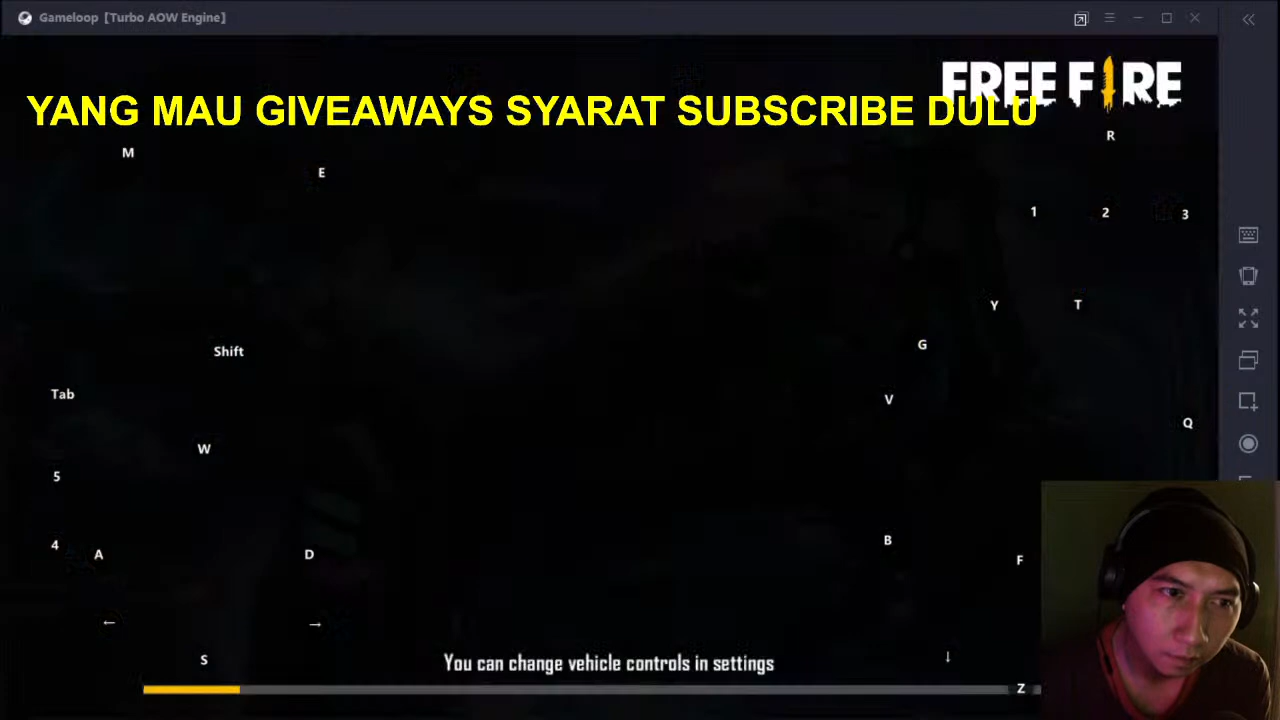 Gameloop [Turbo AOW Engine]
FREE FIRE
YANG MAU GIVEAWAYS SYARAT SUBSCRIBE DULU
R
M
E
1 2 3
Y T
G
Shift
Tab
V
Q
W
5
4
A D
B
F
← →
S
You can change vehicle controls in settings
↓
Z